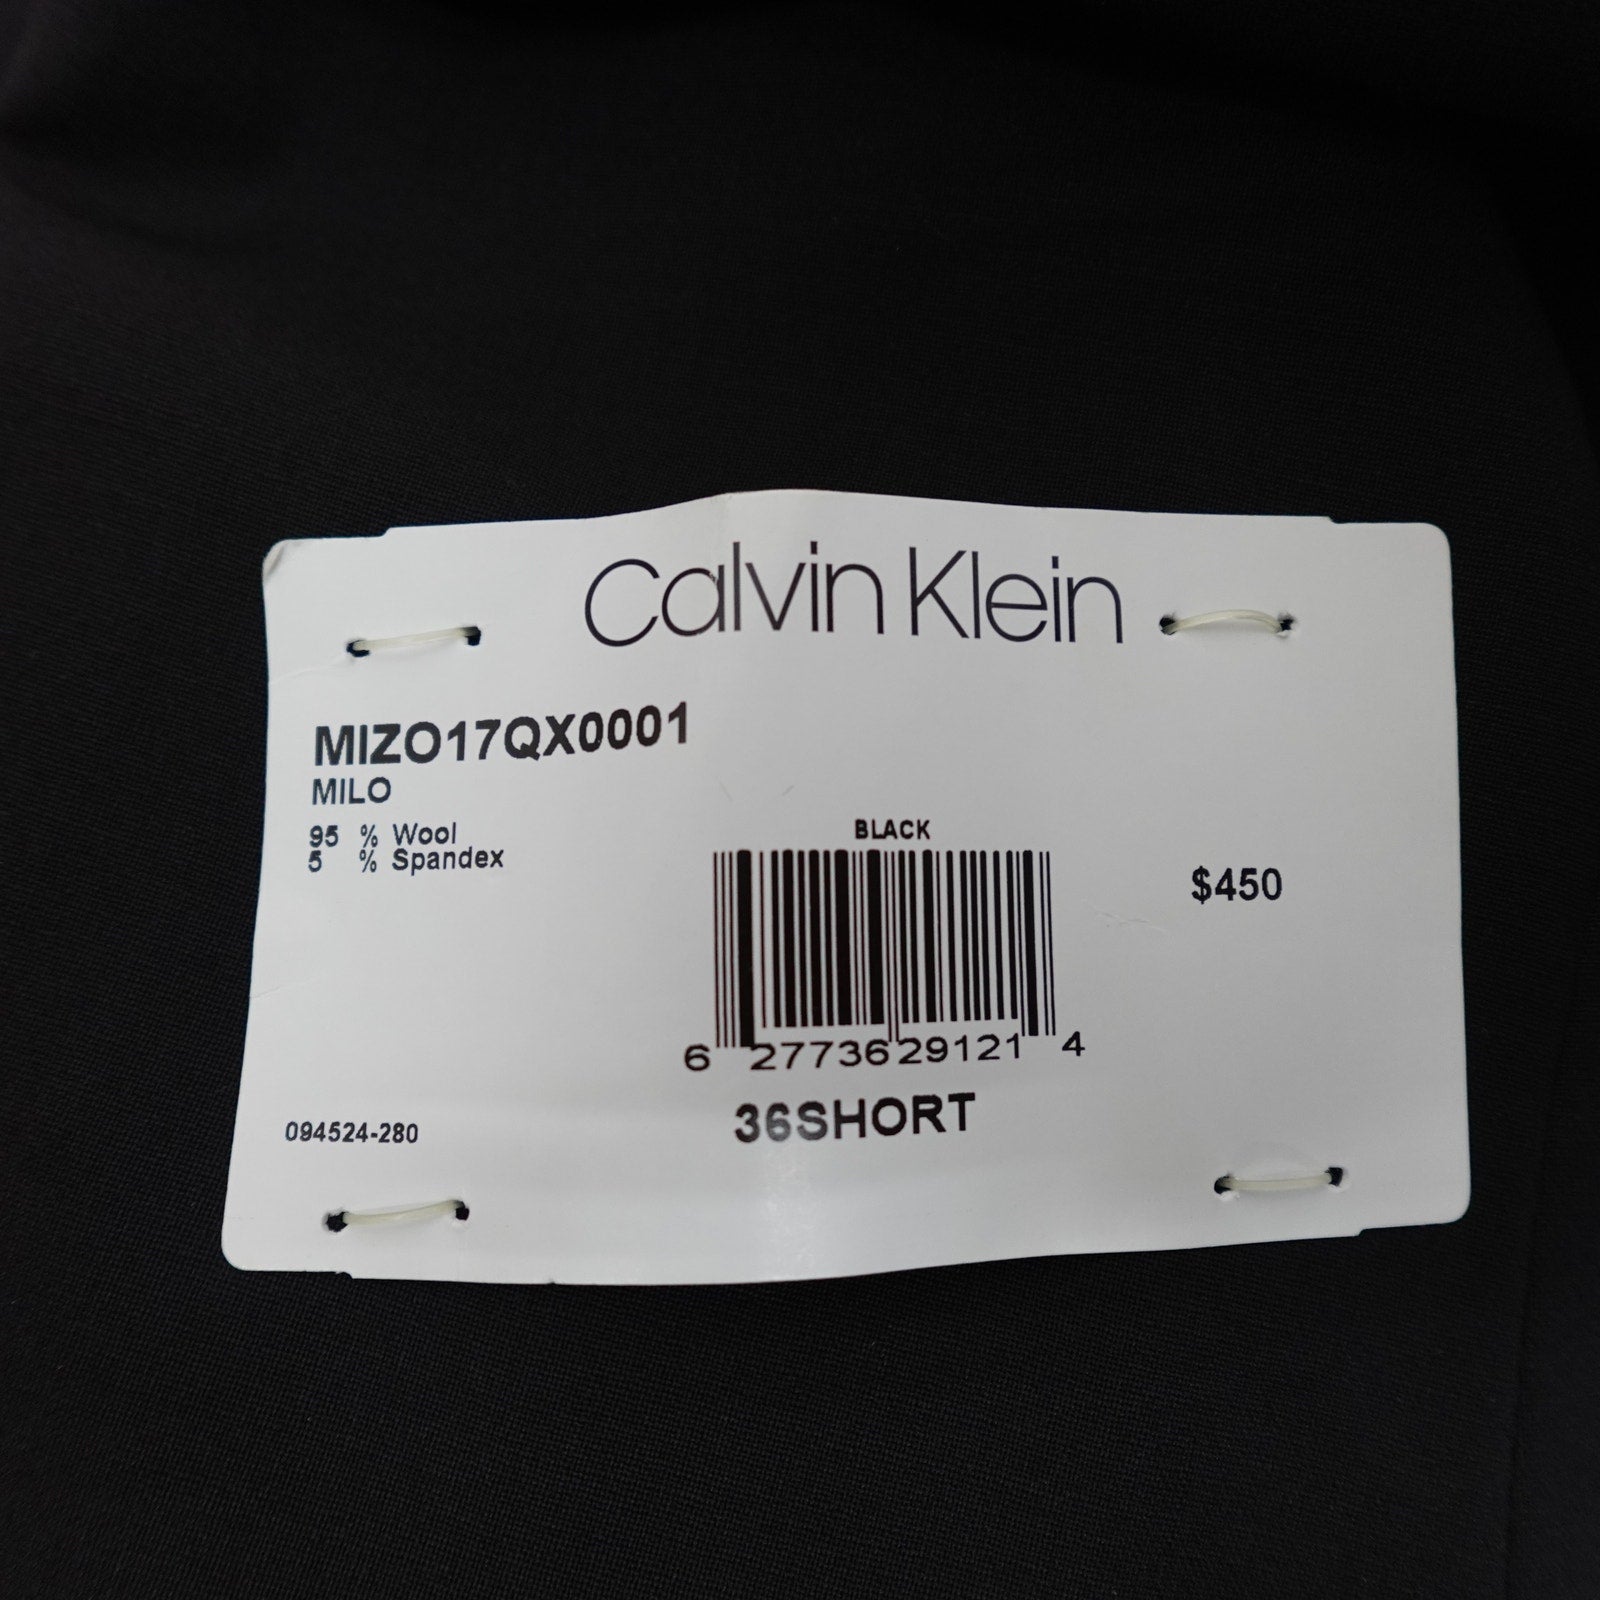 Calvin Klein
MIZO17QX0001
MILO
95 % Wool
5 % Spandex
BLACK
$450
6 27736 29121 4
36SHORT
094524-280